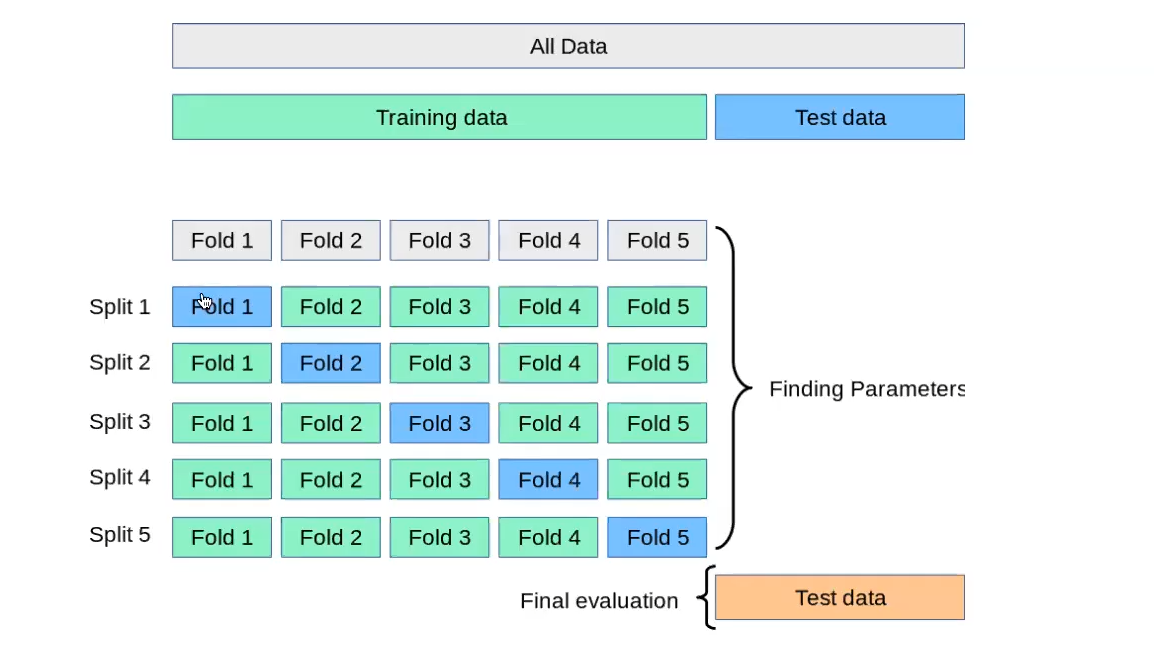 All Data
Training data Test data
Fold 1 Fold 2 Fold 3 Fold 4 Fold 5
Split 1 Fold 1 Fold 2 Fold 3 Fold 4 Fold 5
Split 2 Fold 1 Fold 2 Fold 3 Fold 4 Fold 5
Finding Parameters
Split 3 Fold 1 Fold 2 Fold 3 Fold 4 Fold 5
Split 4 Fold 1 Fold 2 Fold 3 Fold 4 Fold 5
Split 5 Fold 1 Fold 2 Fold 3 Fold 4 Fold 5
Final evaluation Test data